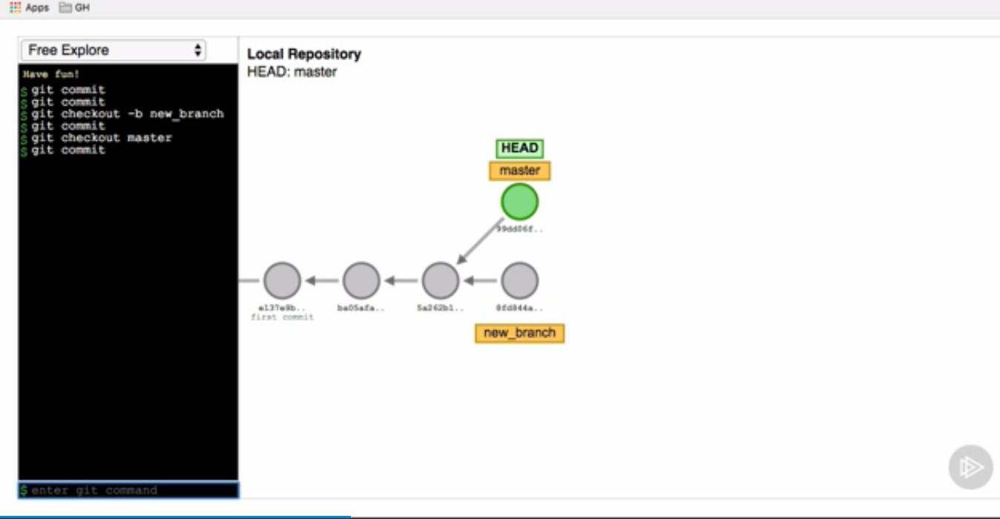 Apps GH
Free Explore
Have fun!
$ git commit
$ git commit
$ git checkout -b new_branch
$ git commit
$ git checkout master
$ git commit
$ enter git command
Local Repository
HEAD: master
HEAD
master
99dd06f..
e137e9b.. ba05afa.. 5a262b1.. 8fd844a..
first commit
new_branch